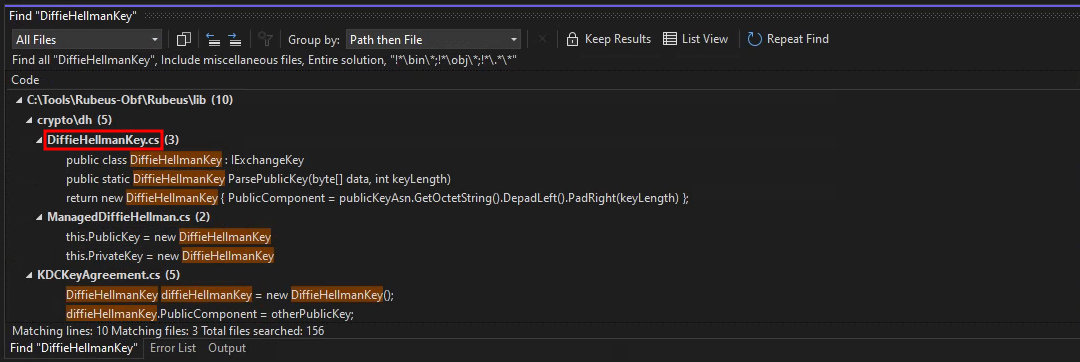 Find "DiffieHellmanKey"
All Files Group by: Path then File Keep Results List View Repeat Find
Find all "DiffieHellmanKey", Include miscellaneous files, Entire solution, "!*\bin\*;!*\obj\*;!*\.*\*"
Code
C:\Tools\Rubeus-Obf\Rubeus\lib (10)
crypto\dh (5)
DiffieHellmanKey.cs (3)
public class DiffieHellmanKey : IExchangeKey
public static DiffieHellmanKey ParsePublicKey(byte[] data, int keyLength)
return new DiffieHellmanKey { PublicComponent = publicKeyAsn.GetOctetString().DepadLeft().PadRight(keyLength) };
ManagedDiffieHellman.cs (2)
this.PublicKey = new DiffieHellmanKey
this.PrivateKey = new DiffieHellmanKey
KDCKeyAgreement.cs (5)
DiffieHellmanKey diffieHellmanKey = new DiffieHellmanKey();
diffieHellmanKey.PublicComponent = otherPublicKey;
Matching lines: 10 Matching files: 3 Total files searched: 156
Find "DiffieHellmanKey" Error List Output